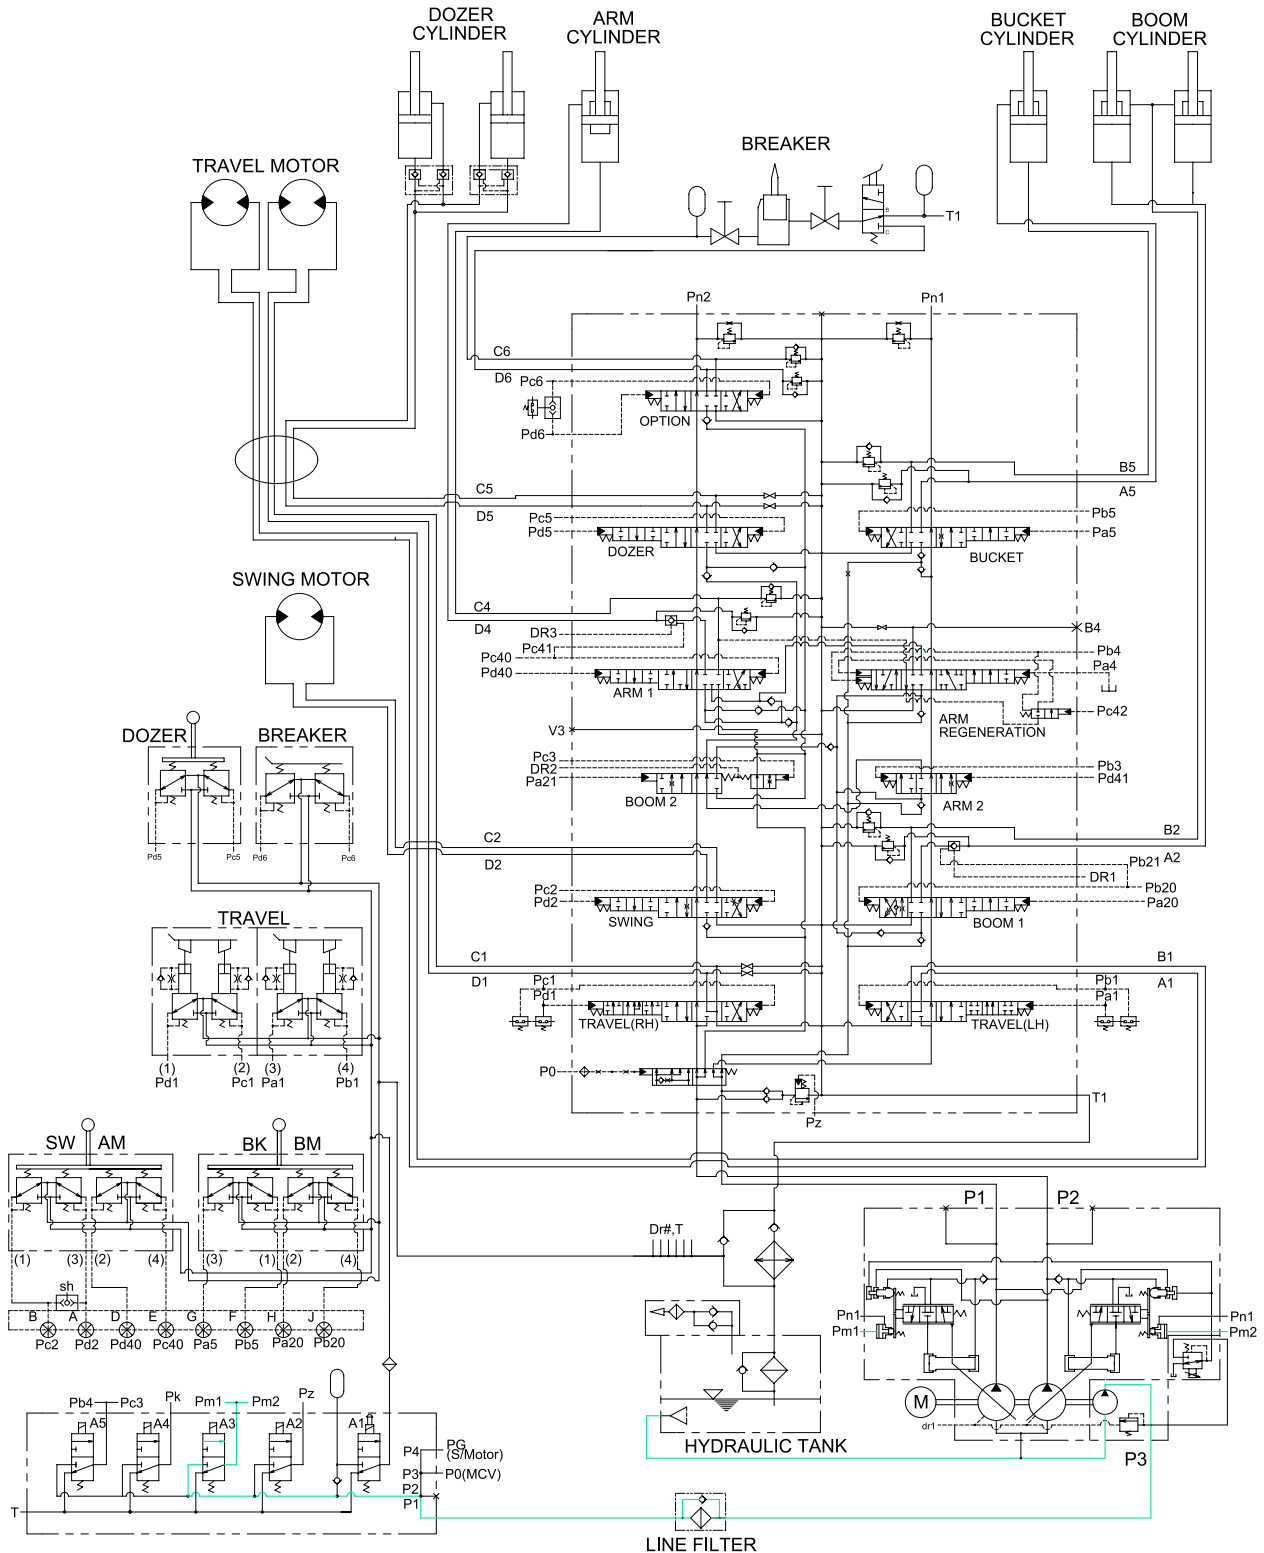 DOZER
CYLINDER
ARM
CYLINDER
BUCKET
CYLINDER
BOOM
CYLINDER
BREAKER
TRAVEL MOTOR
B
C
T1
Pn2
Pn1
C6
D6
Pc6
Pd6
OPTION
B5
A5
C5
D5
Pc5
Pd5
DOZER
Pb5
Pa5
BUCKET
SWING MOTOR
C4
D4
DR3
Pc41
B4
Pc40
Pd40
ARM 1
Pb4
Pa4
Pc42
ARM
REGENERATION
DOZER
BREAKER
V3
Pc3
DR2
Pa21
BOOM 2
Pb3
Pd41
ARM 2
Pd5
Pc5
Pd6
Pc6
C2
D2
B2
A2
Pb21
DR1
Pc2
Pd2
SWING
Pb20
Pa20
BOOM 1
TRAVEL
C1
D1
B1
A1
Pc1
Pd1
TRAVEL(RH)
Pb1
Pa1
TRAVEL(LH)
(1)
Pd1
(2)
Pc1
(3)
Pa1
(4)
Pb1
P0
Pz
T1
SW
AM
BK
BM
(1)
(3)
(2)
(4)
(3)
(1)
(2)
(4)
P1
P2
Dr#,T
sh
B
A
D
E
G
F
H
J
Pc2
Pd2
Pd40
Pc40
Pa5
Pb5
Pa20
Pb20
Pn1
Pm1
Pn1
Pm2
M
dr1
P3
HYDRAULIC TANK
Pb4
Pc3
Pk
Pm1
Pm2
Pz
A5
A4
A3
A2
A1
P4
PG
(S/Motor)
P3
P0(MCV)
P2
P1
T
LINE FILTER